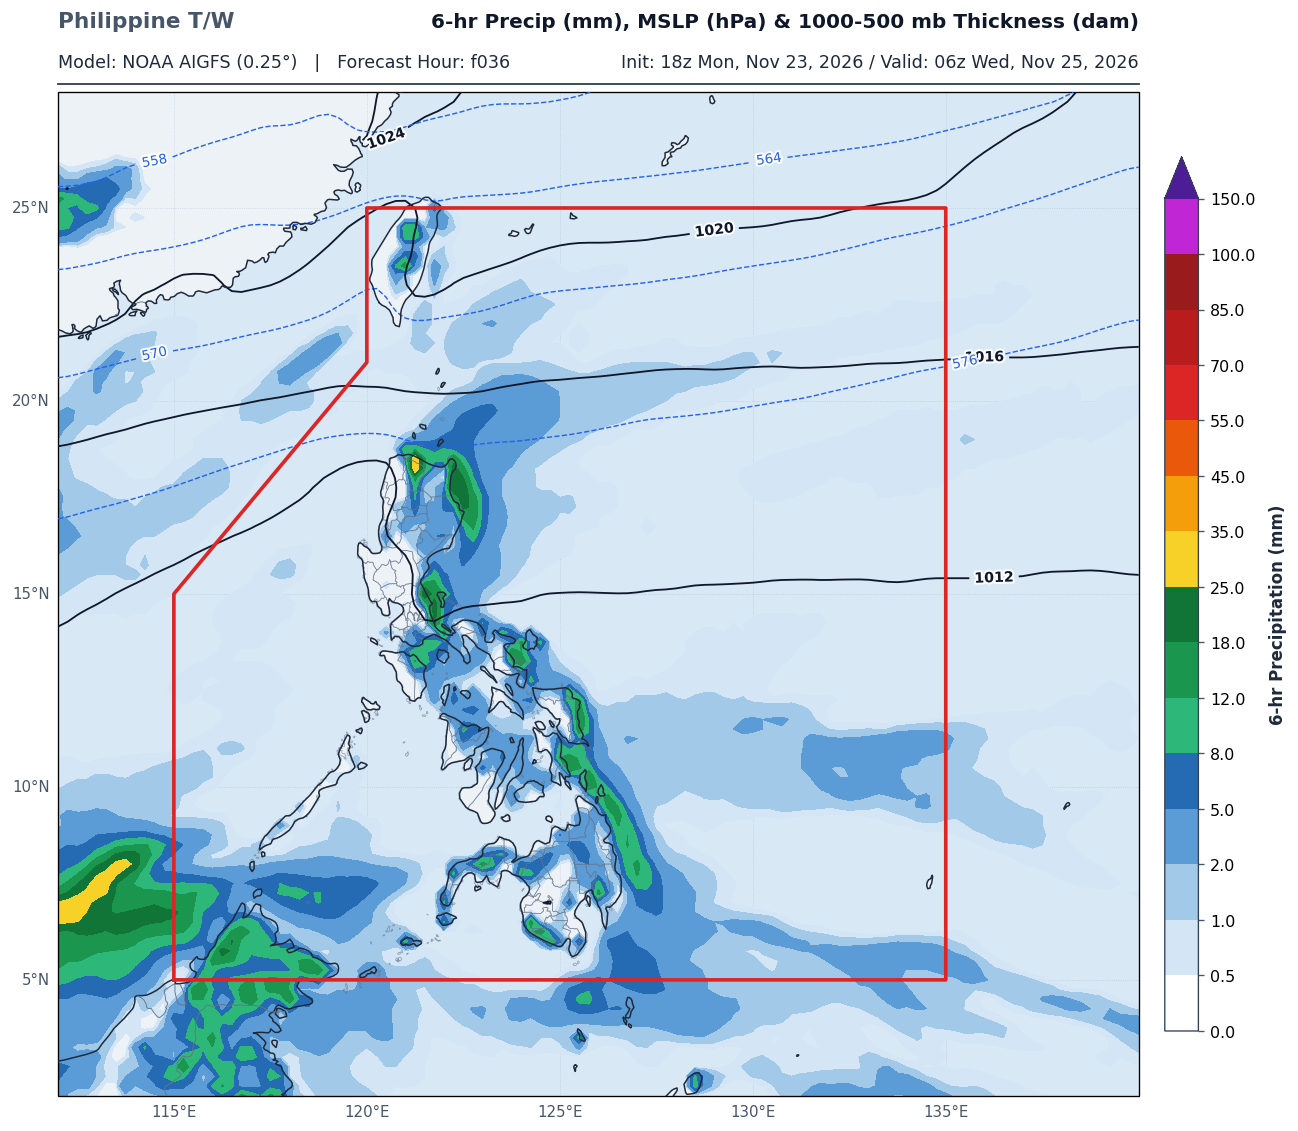 Philippine T/W
6-hr Precip (mm), MSLP (hPa) & 1000-500 mb Thickness (dam)
Model: NOAA AIGFS (0.25°) | Forecast Hour: f036
Init: 18z Mon, Nov 23, 2026 / Valid: 06z Wed, Nov 25, 2026
1024
558
564
1020
570
576
1016
1012
25°N
20°N
15°N
10°N
5°N
115°E
120°E
125°E
130°E
135°E
150.0
100.0
85.0
70.0
55.0
45.0
35.0
25.0
18.0
12.0
8.0
5.0
2.0
1.0
0.5
0.0
6-hr Precipitation (mm)